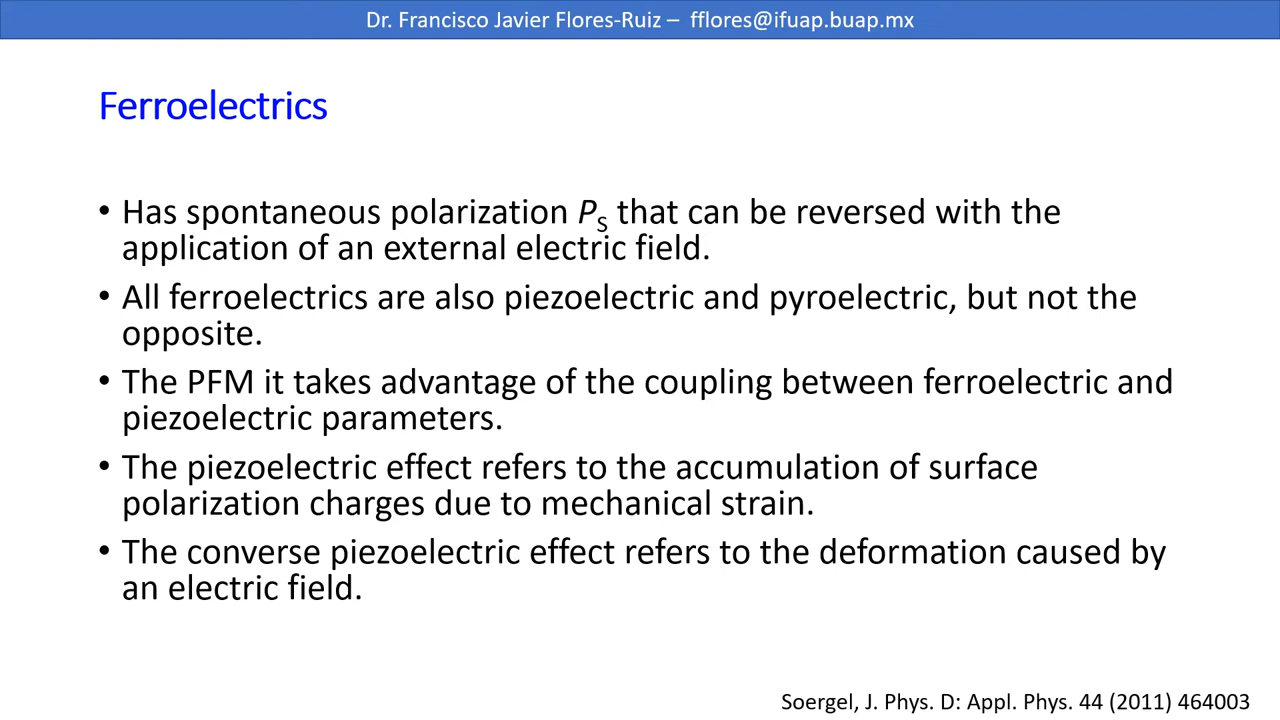 Dr. Francisco Javier Flores-Ruiz – fflores@ifuap.buap.mx
Ferroelectrics
• Has spontaneous polarization PS that can be reversed with the
application of an external electric field.
• All ferroelectrics are also piezoelectric and pyroelectric, but not the
opposite.
• The PFM it takes advantage of the coupling between ferroelectric and
piezoelectric parameters.
• The piezoelectric effect refers to the accumulation of surface
polarization charges due to mechanical strain.
• The converse piezoelectric effect refers to the deformation caused by
an electric field.
Soergel, J. Phys. D: Appl. Phys. 44 (2011) 464003